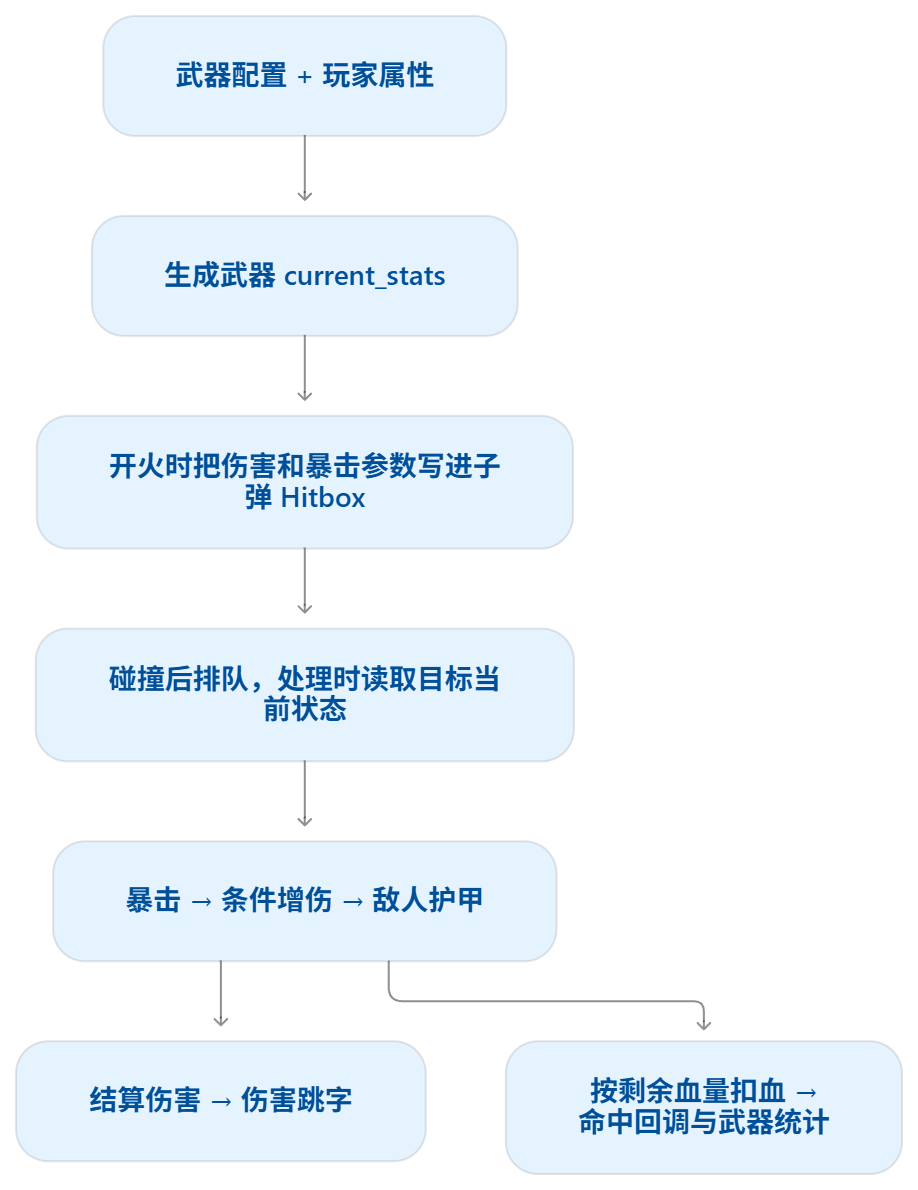 武器配置 + 玩家属性
生成武器 current_stats
开火时把伤害和暴击参数写进子
弹 Hitbox
碰撞后排队，处理时读取目标当
前状态
暴击 → 条件增伤 → 敌人护甲
结算伤害 → 伤害跳字
按剩余血量扣血 →
命中回调与武器统计